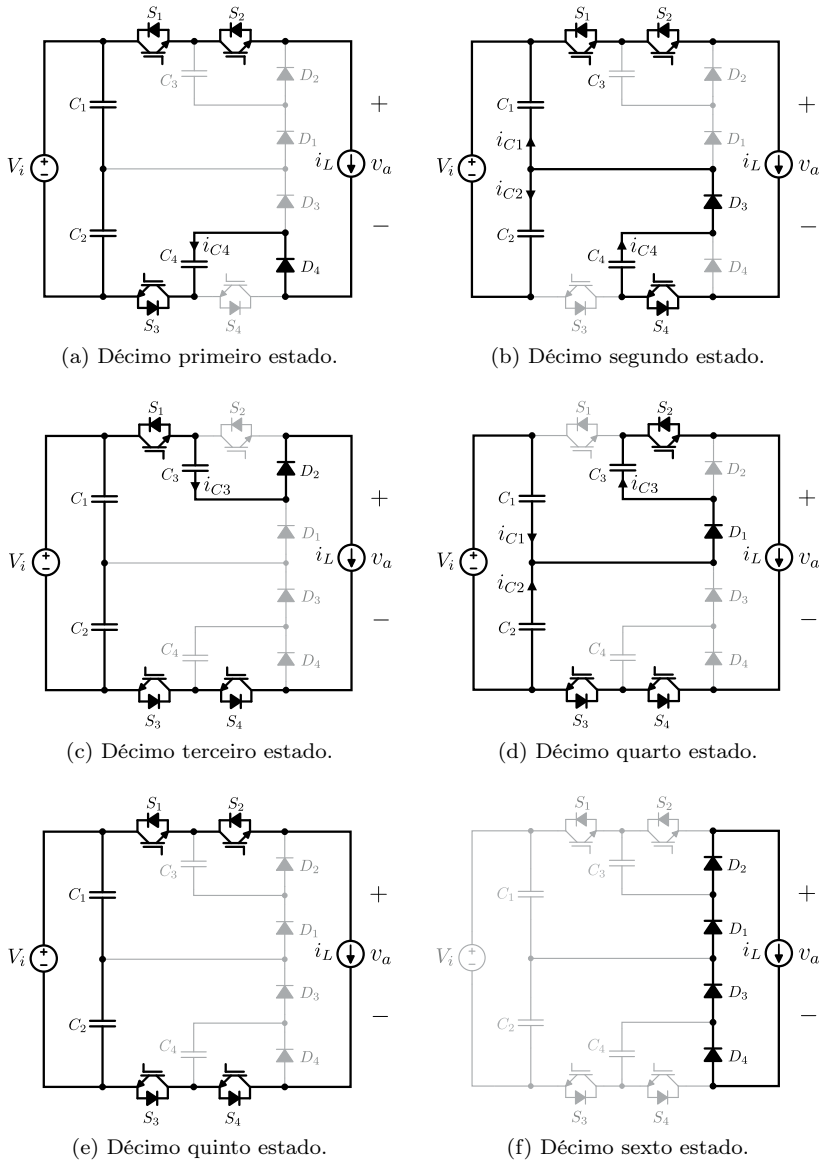 S1 S2
C3 D2
C1 +
D1
Vi iL va
D3
C2 −
C4 iC4 D4
S3 S4
(a) Décimo primeiro estado.
S1 S2
C3 D2
C1 +
iC1 D1
Vi iL va
iC2 D3
C2 −
C4 iC4 D4
S3 S4
(b) Décimo segundo estado.
S1 S2
C3 D2
iC3
C1 +
D1
Vi iL va
D3
C2 −
C4 D4
S3 S4
(c) Décimo terceiro estado.
S1 S2
C3 D2
iC3
C1 +
iC1 D1
Vi iL va
iC2 D3
C2 −
C4 D4
S3 S4
(d) Décimo quarto estado.
S1 S2
C3 D2
C1 +
D1
Vi iL va
D3
C2 −
C4 D4
S3 S4
(e) Décimo quinto estado.
S1 S2
C3 D2
C1 +
D1
Vi iL va
D3
C2 −
C4 D4
S3 S4
(f) Décimo sexto estado.